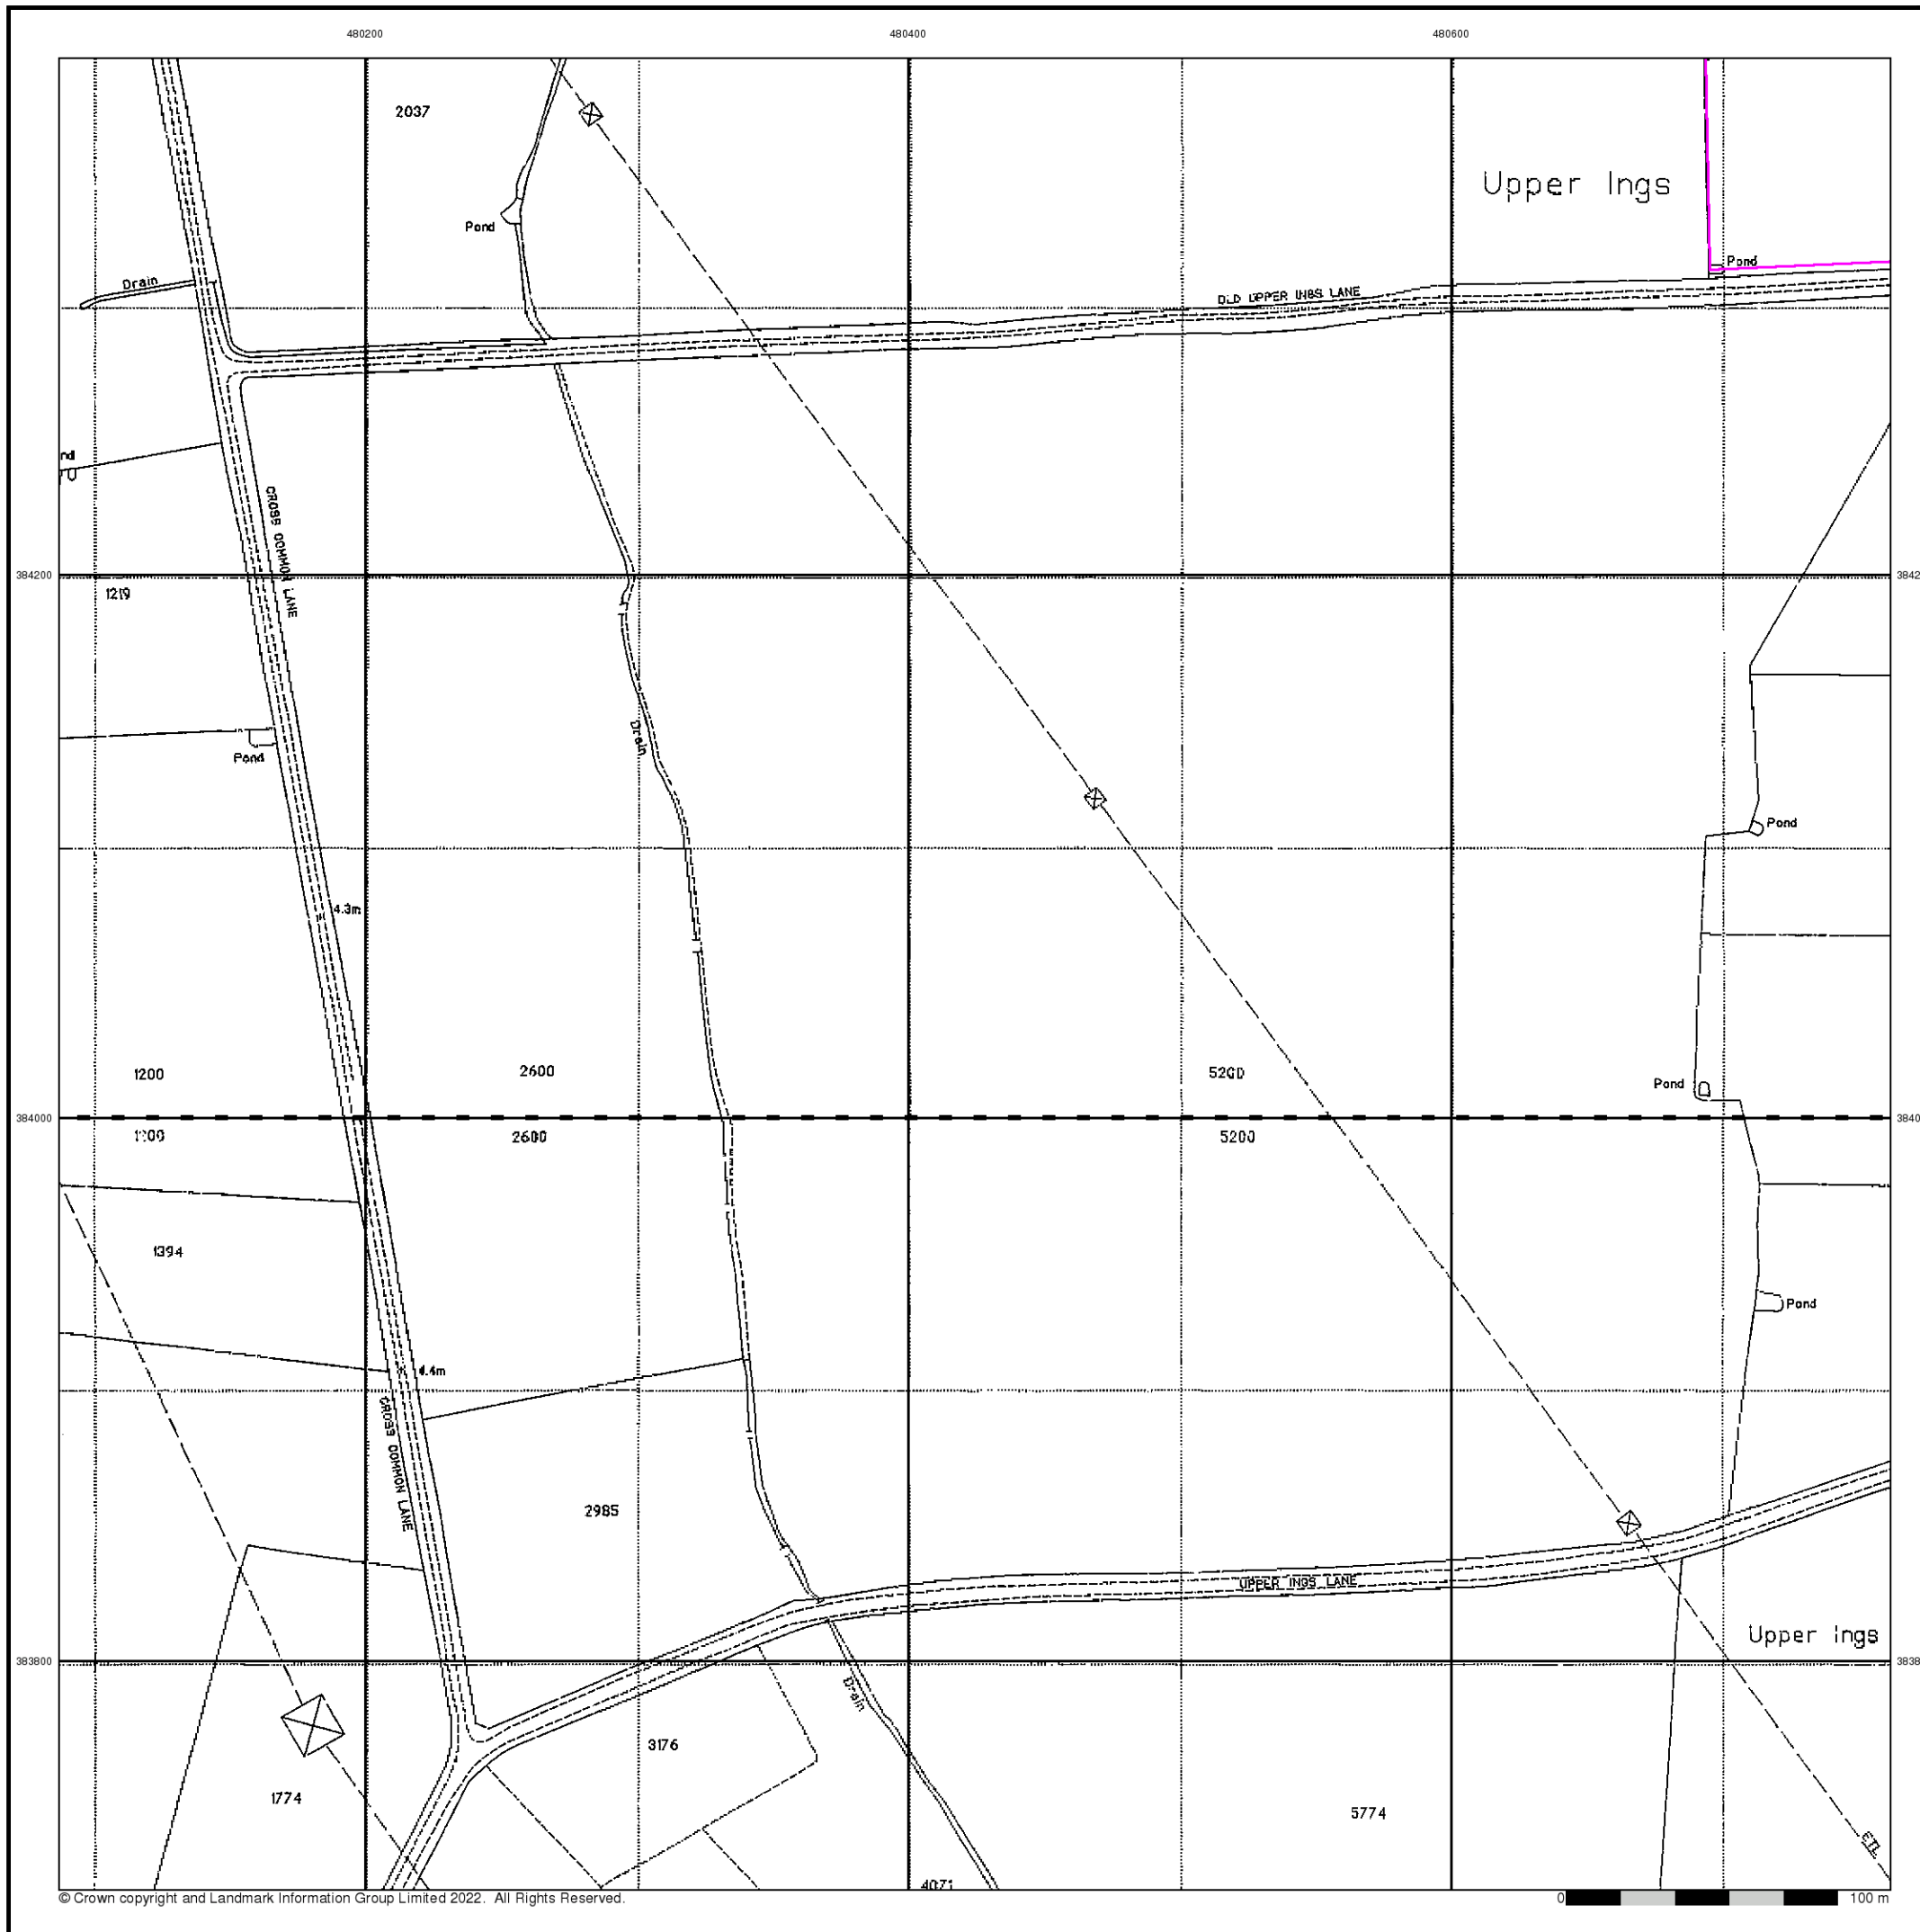 480200
480400
480600
2037
Upper Ings
Pond
Pond
Drain
OLD UPPER INGS LANE
CROSS COMMON LANE
384200
3842
1219
Drain
Pond
Pond
4.3m
1200
2600
5200
Pond
384000
3840
2600
5200
1394
Pond
4.4m
CROSS COMMON LANE
2985
UPPER INGS LANE
Upper Ings
383800
3838
Drain
3176
1774
5774
ETL
4071
© Crown copyright and Landmark Information Group Limited 2022. All Rights Reserved.
0
100 m